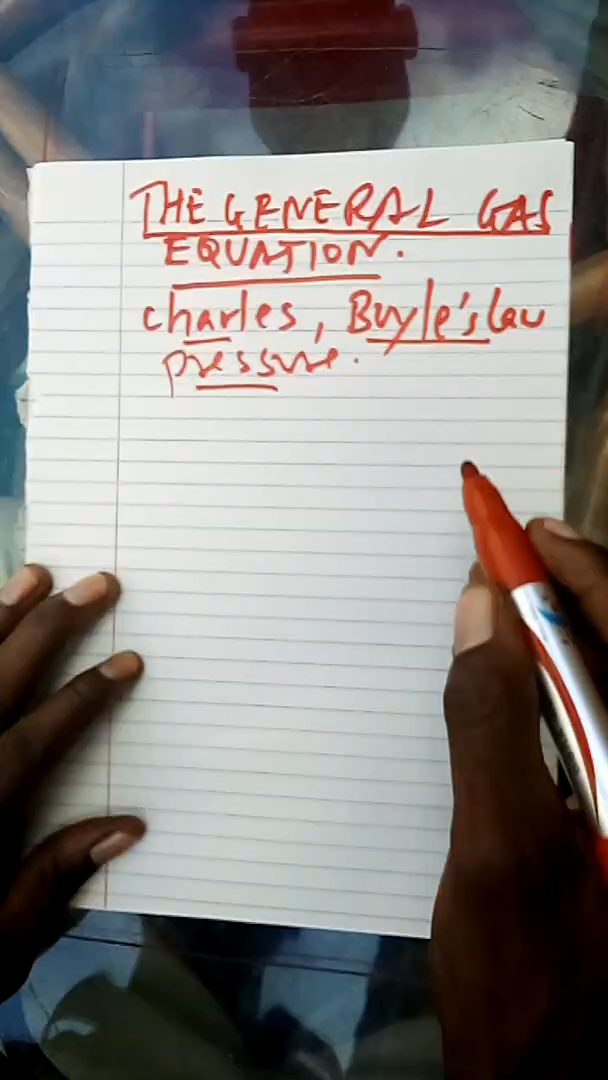 THE GENERAL GAS
EQUATION.
charles, Boyle's law
pressure.